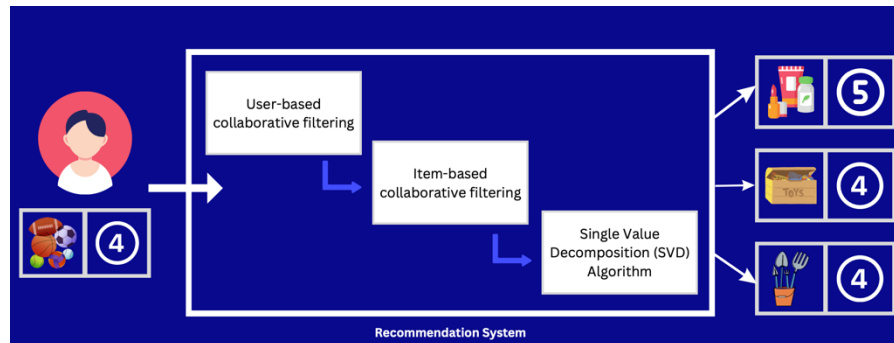 User-based
collaborative filtering
Item-based
collaborative filtering
Single Value
Decomposition (SVD)
Algorithm
4
5
TOYS
4
4
Recommendation System